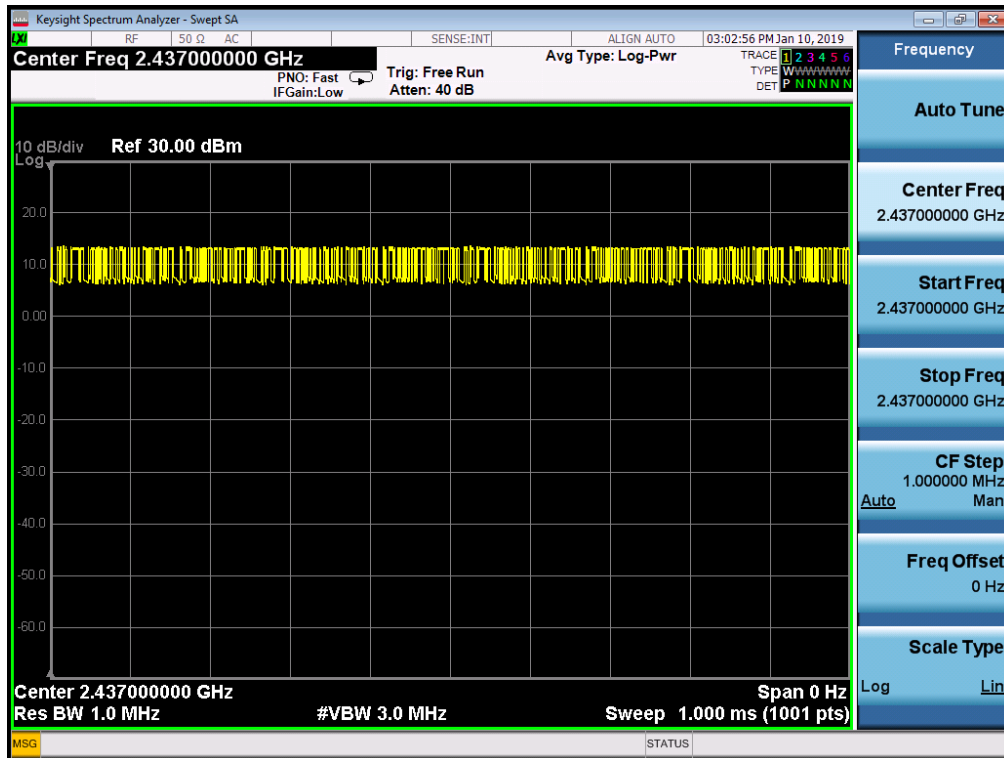 Keysight Spectrum Analyzer - Swept SA
LXI RF 50 Ω AC SENSE:INT ALIGN AUTO 03:02:56 PM Jan 10, 2019
Center Freq 2.437000000 GHz
PNO: Fast
IFGain:Low
Trig: Free Run
Atten: 40 dB
Avg Type: Log-Pwr
TRACE 1 2 3 4 5 6
TYPE WWWWWW
DET P N N N N N
10 dB/div Ref 30.00 dBm
Log
20.0
10.0
0.00
-10.0
-20.0
-30.0
-40.0
-50.0
-60.0
Center 2.437000000 GHz Span 0 Hz
Res BW 1.0 MHz #VBW 3.0 MHz Sweep 1.000 ms (1001 pts)
MSG STATUS
Frequency
Auto Tune
Center Freq
2.437000000 GHz
Start Freq
2.437000000 GHz
Stop Freq
2.437000000 GHz
CF Step
1.000000 MHz
Auto Man
Freq Offset
0 Hz
Scale Type
Log Lin